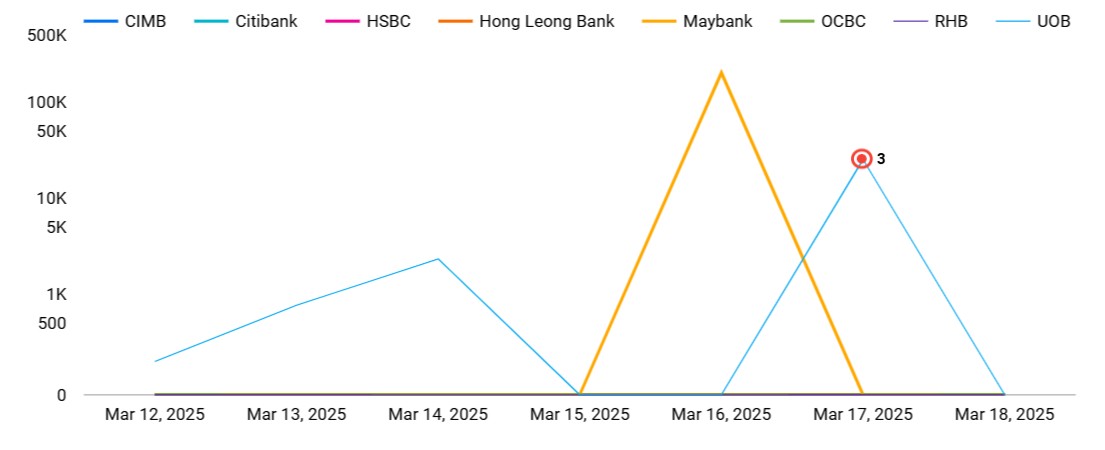 CIMB Citibank HSBC Hong Leong Bank Maybank OCBC RHB UOB
500K
100K
50K
3
10K
5K
1K
500
0
Mar 12, 2025 Mar 13, 2025 Mar 14, 2025 Mar 15, 2025 Mar 16, 2025 Mar 17, 2025 Mar 18, 2025